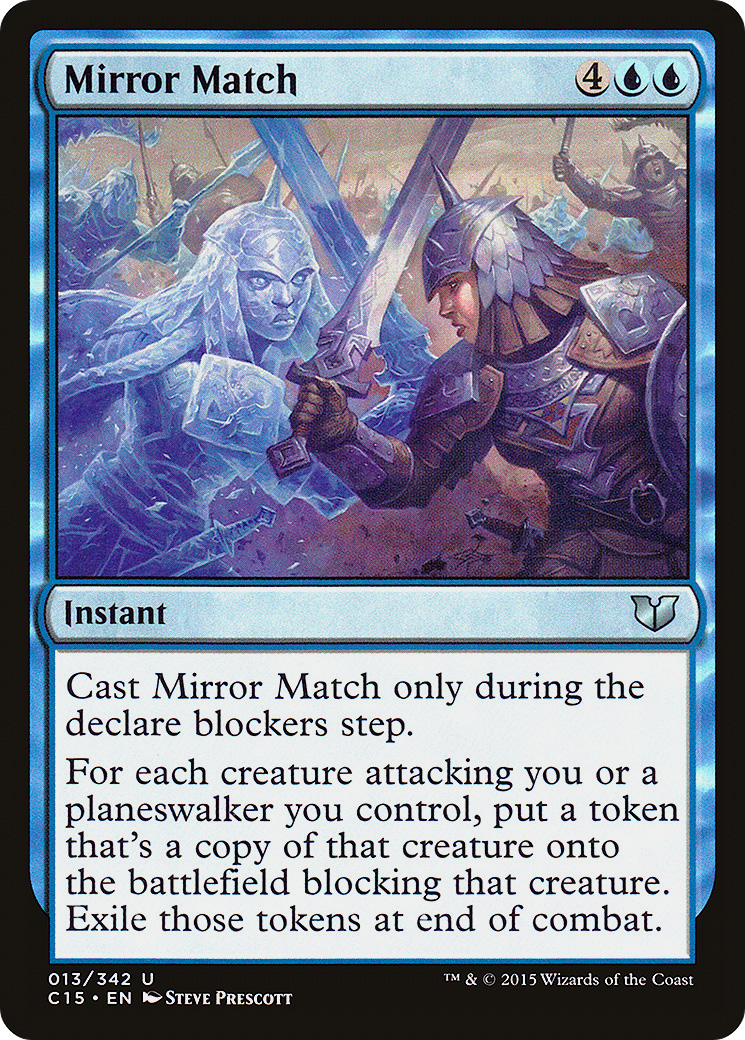 Mirror Match 4
Instant
Cast Mirror Match only during the
declare blockers step.
For each creature attacking you or a
planeswalker you control, put a token
that's a copy of that creature onto
the battlefield blocking that creature.
Exile those tokens at end of combat.
013/342 U
C15 • EN Steve Prescott
™ & © 2015 Wizards of the Coast